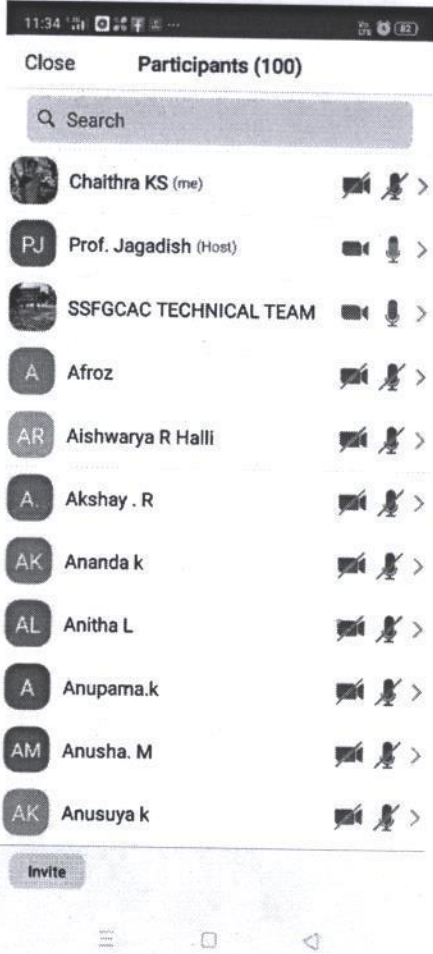 11:34
82
Close Participants (100)
Search
Chaithra KS (me)
PJ Prof. Jagadish (Host)
SSFGCAC TECHNICAL TEAM
A Afroz
AR Aishwarya R Halli
A. Akshay . R
AK Ananda k
AL Anitha L
A Anupama.k
AM Anusha. M
AK Anusuya k
Invite